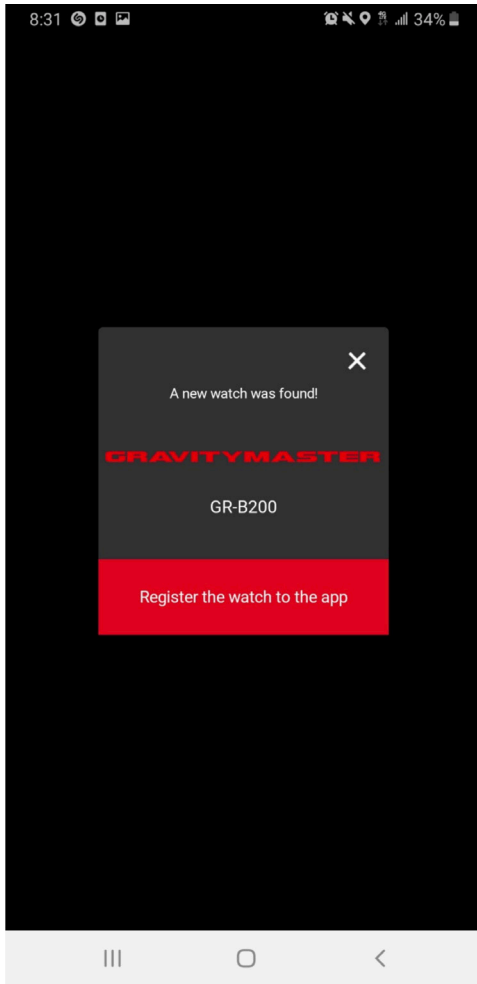 8:31 34%
A new watch was found!
GRAVITYMASTER
GR-B200
Register the watch to the app